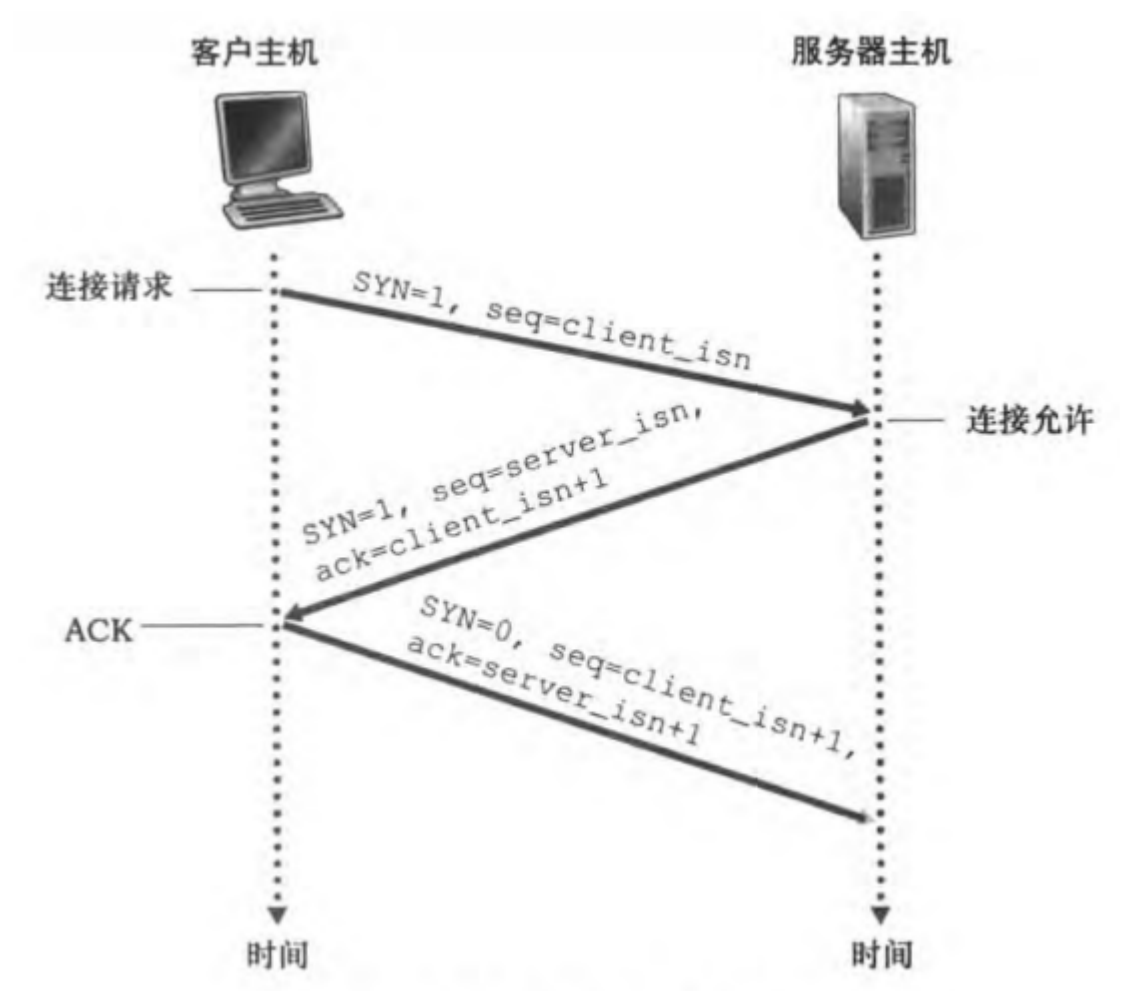 客户主机
服务器主机
连接请求
SYN=1, seq=client_isn
连接允许
SYN=1, seq=server_isn,
ack=client_isn+1
ACK
SYN=0, seq=client_isn+1,
ack=server_isn+1
时间
时间